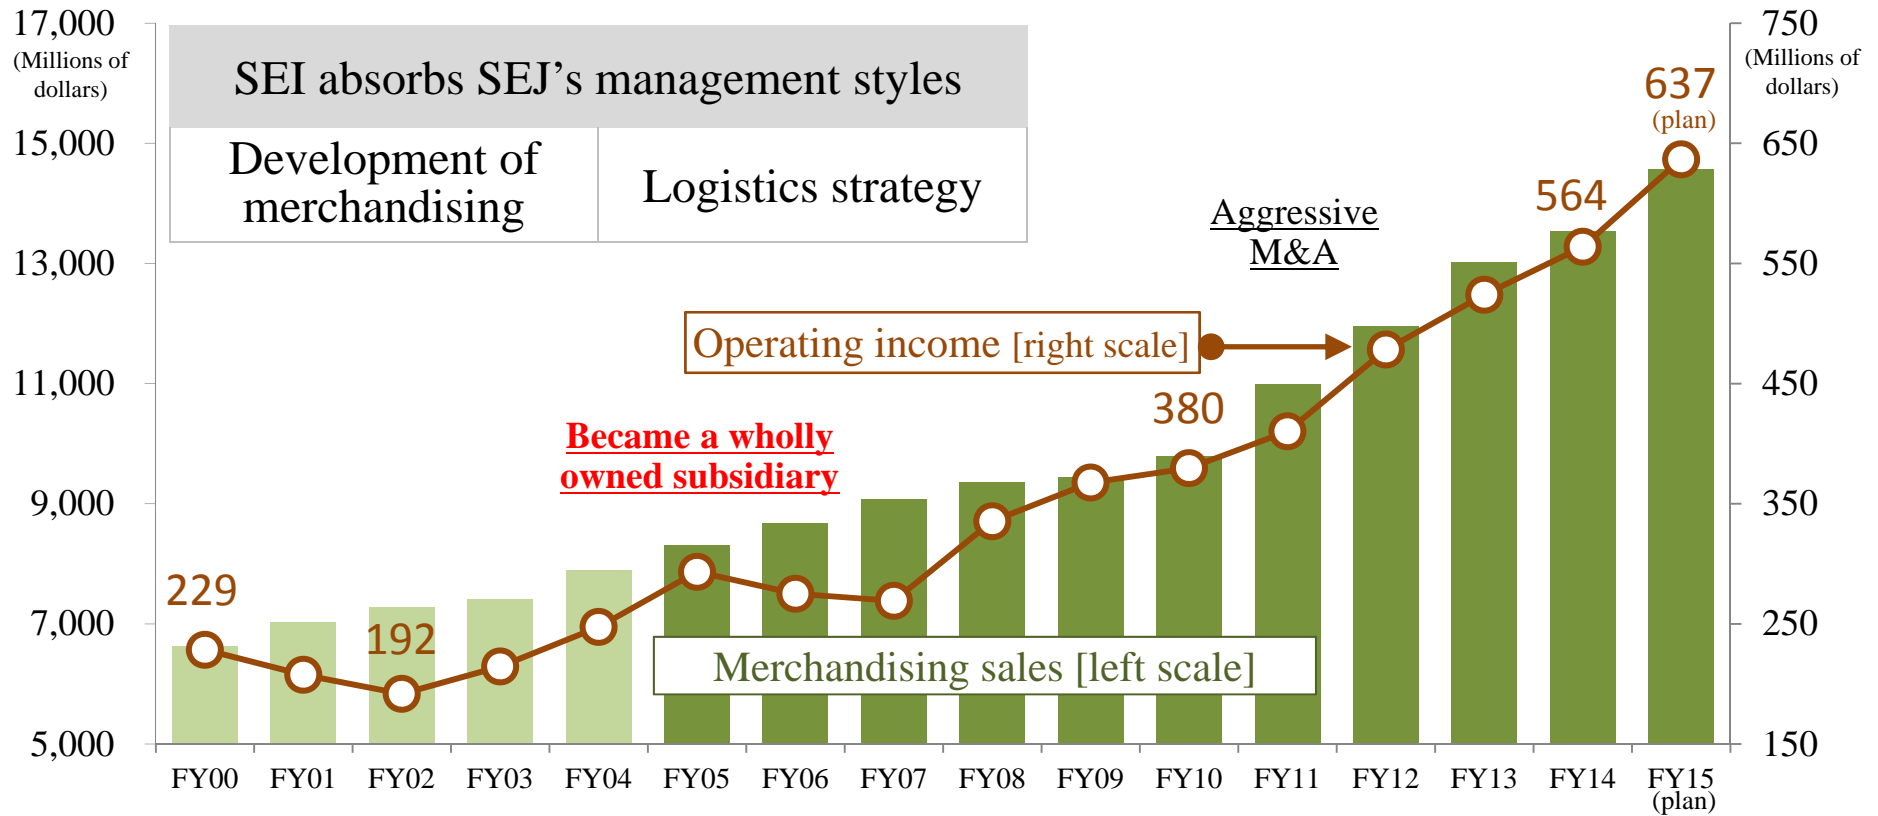 17,000
(Millions of
dollars)
15,000
13,000
11,000
9,000
7,000
5,000
SEI absorbs SEJ’s management styles
Development of
merchandising
Logistics strategy
Aggressive
M&A
Operating income [right scale]
Became a wholly
owned subsidiary
Merchandising sales [left scale]
229
192
380
564
637
(plan)
750
(Millions of
dollars)
650
550
450
350
250
150
FY00 FY01 FY02 FY03 FY04 FY05 FY06 FY07 FY08 FY09 FY10 FY11 FY12 FY13 FY14 FY15
(plan)